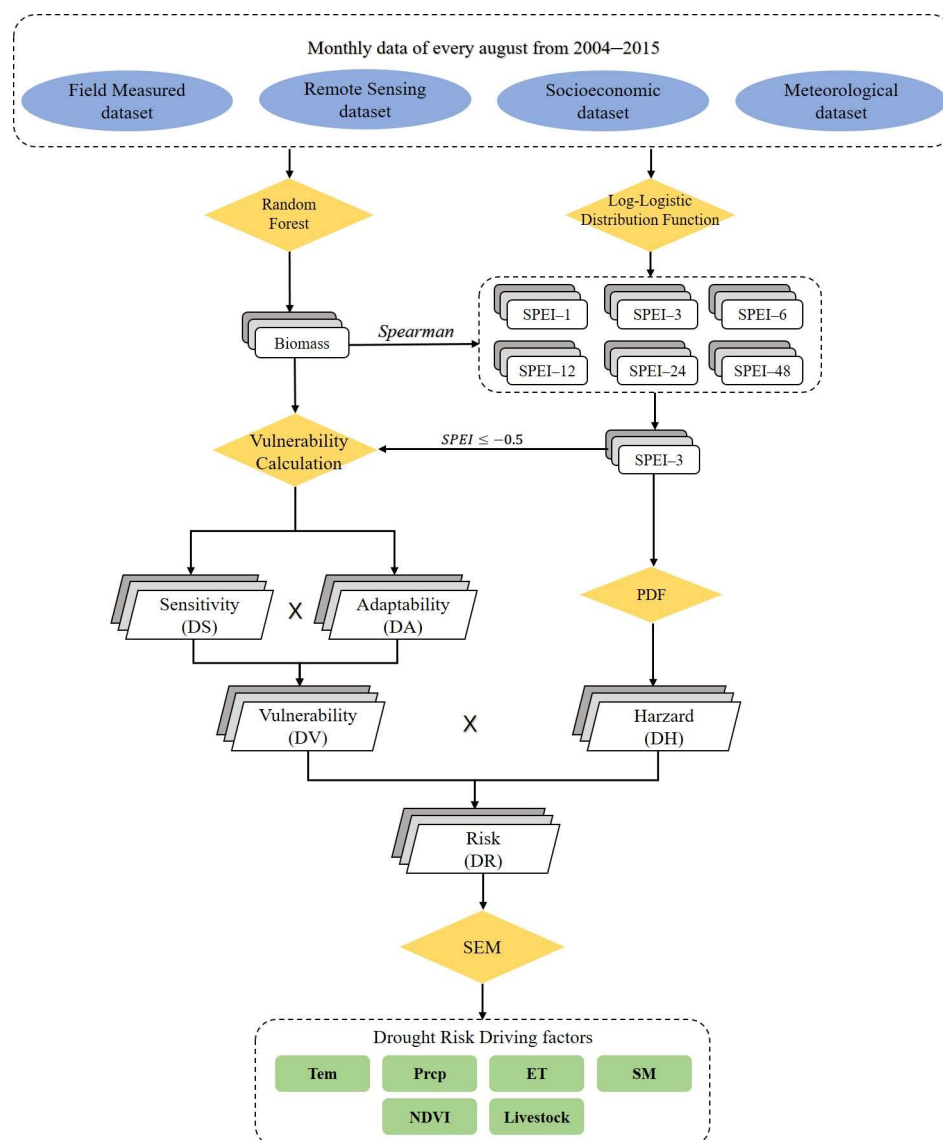 Monthly data of every august from 2004–2015
Field Measured
dataset
Remote Sensing
dataset
Socioeconomic
dataset
Meteorological
dataset
Random
Forest
Log-Logistic
Distribution Function
SPEI–1
SPEI–3
SPEI–6
Biomass
Spearman
SPEI–12
SPEI–24
SPEI–48
Vulnerability
Calculation
SPEI ≤ −0.5
SPEI–3
Sensitivity
(DS)
X
Adaptability
(DA)
PDF
Vulnerability
(DV)
X
Harzard
(DH)
Risk
(DR)
SEM
Drought Risk Driving factors
Tem
Prcp
ET
SM
NDVI
Livestock